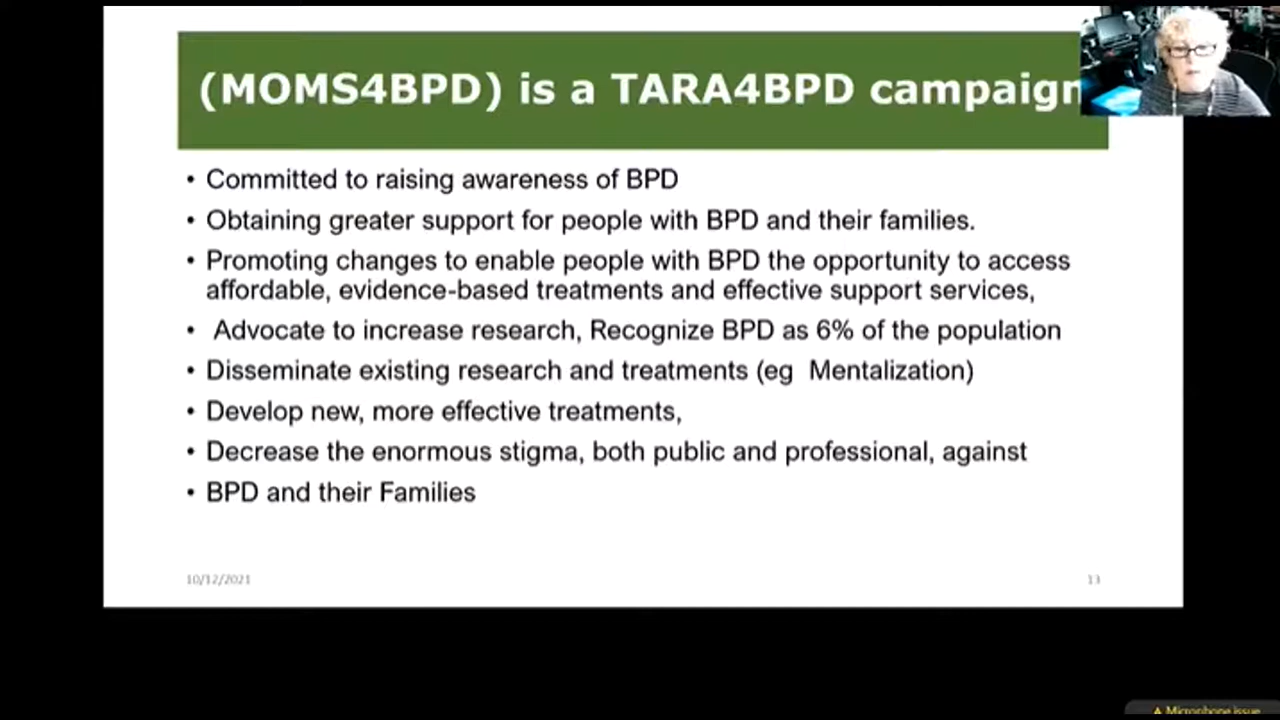 (MOMS4BPD) is a TARA4BPD campaign
• Committed to raising awareness of BPD
• Obtaining greater support for people with BPD and their families.
• Promoting changes to enable people with BPD the opportunity to access
affordable, evidence-based treatments and effective support services,
• Advocate to increase research, Recognize BPD as 6% of the population
• Disseminate existing research and treatments (eg Mentalization)
• Develop new, more effective treatments,
• Decrease the enormous stigma, both public and professional, against
• BPD and their Families
10/12/2021
13
Microphone issue